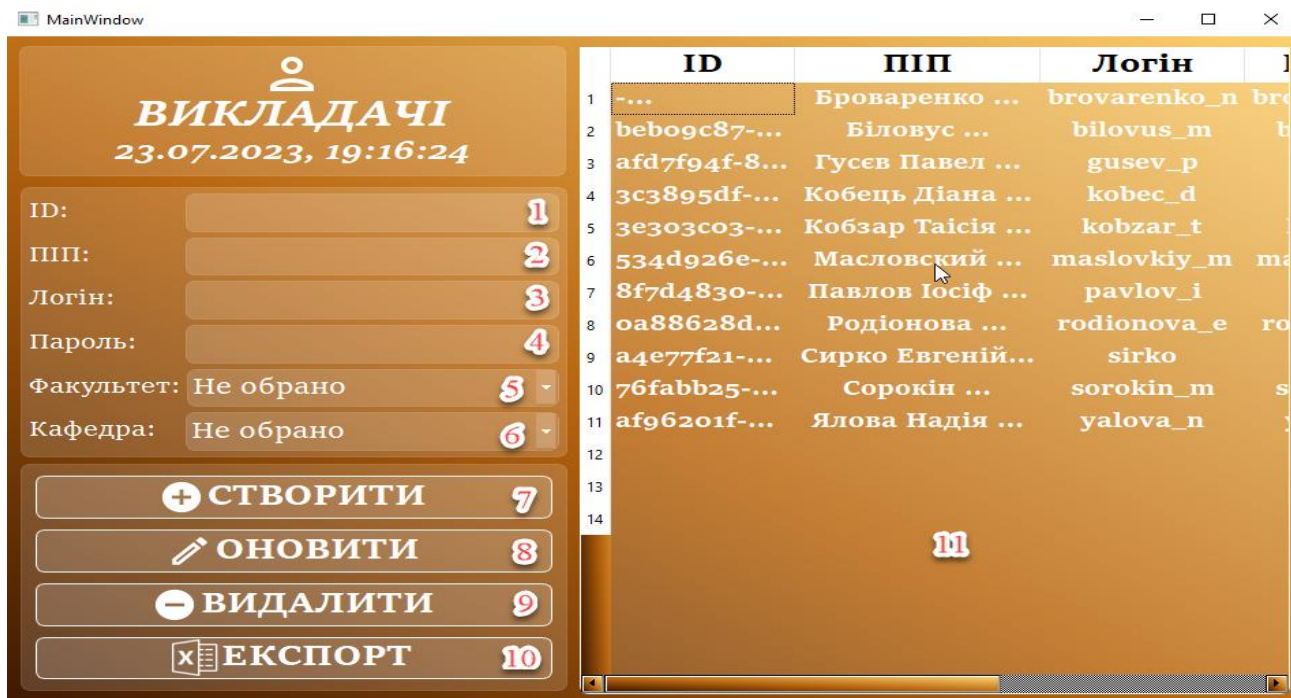 MainWindow
ВИКЛАДАЧІ
23.07.2023, 19:16:24
ID: 1
ПІП: 2
Логін: 3
Пароль: 4
Факультет: Не обрано 5
Кафедра: Не обрано 6
СТВОРИТИ 7
ОНОВИТИ 8
ВИДАЛИТИ 9
ЕКСПОРТ 10
ID ПІП Логін
1 -... Броваренко ... brovarenko_n
2 beb09c87-... Біловус ... bilovus_m
3 afd7f94f-8... Гусєв Павел ... gusev_p
4 3c3895df-... Кобець Діана ... kobec_d
5 3e303c03-... Кобзар Таісія ... kobzar_t
6 534d926e-... Масловский ... maslovkiy_m
7 8f7d4830-... Павлов Іосіф ... pavlov_i
8 0a88628d... Родіонова ... rodionova_e
9 a4e77f21-... Сирко Евгеній... sirko
10 76fabb25-... Сорокін ... sorokin_m
11 af96201f-... Ялова Надія ... yalova_n
12
13
14
11